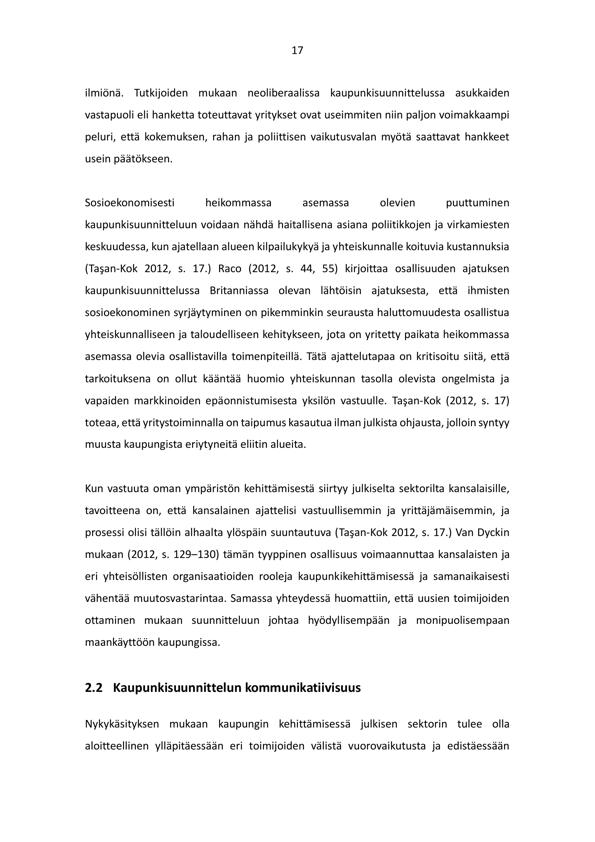 17
ilmiönä. Tutkijoiden mukaan neoliberaalissa kaupunkisuunnittelussa asukkaiden
vastapuoli eli hanketta toteuttavat yritykset ovat useimmiten niin paljon voimakkaampi
peluri, että kokemuksen, rahan ja poliittisen vaikutusvalan myötä saattavat hankkeet
usein päätökseen.
Sosioekonomisesti heikommassa asemassa olevien puuttuminen
kaupunkisuunnitteluun voidaan nähdä haitallisena asiana poliitikkojen ja virkamiesten
keskuudessa, kun ajatellaan alueen kilpailukykyä ja yhteiskunnalle koituvia kustannuksia
(Taşan-Kok 2012, s. 17.) Raco (2012, s. 44, 55) kirjoittaa osallisuuden ajatuksen
kaupunkisuunnittelussa Britanniassa olevan lähtöisin ajatuksesta, että ihmisten
sosioekonominen syrjäytyminen on pikemminkin seurausta haluttomuudesta osallistua
yhteiskunnalliseen ja taloudelliseen kehitykseen, jota on yritetty paikata heikommassa
asemassa olevia osallistavilla toimenpiteillä. Tätä ajattelutapaa on kritisoitu siitä, että
tarkoituksena on ollut kääntää huomio yhteiskunnan tasolla olevista ongelmista ja
vapaiden markkinoiden epäonnistumisesta yksilön vastuulle. Taşan-Kok (2012, s. 17)
toteaa, että yritystoiminnalla on taipumus kasautua ilman julkista ohjausta, jolloin syntyy
muusta kaupungista eriytyneitä eliitin alueita.
Kun vastuuta oman ympäristön kehittämisestä siirtyy julkiselta sektorilta kansalaisille,
tavoitteena on, että kansalainen ajattelisi vastuullisemmin ja yrittäjämäisemmin, ja
prosessi olisi tällöin alhaalta ylöspäin suuntautuva (Taşan-Kok 2012, s. 17.) Van Dyckin
mukaan (2012, s. 129–130) tämän tyyppinen osallisuus voimaannuttaa kansalaisten ja
eri yhteisöllisten organisaatioiden rooleja kaupunkikehittämisessä ja samanaikaisesti
vähentää muutosvastarintaa. Samassa yhteydessä huomattiin, että uusien toimijoiden
ottaminen mukaan suunnitteluun johtaa hyödyllisempään ja monipuolisempaan
maankäyttöön kaupungissa.
2.2 Kaupunkisuunnittelun kommunikatiivisuus
Nykykäsityksen mukaan kaupungin kehittämisessä julkisen sektorin tulee olla
aloitteellinen ylläpitäessään eri toimijoiden välistä vuorovaikutusta ja edistäessään